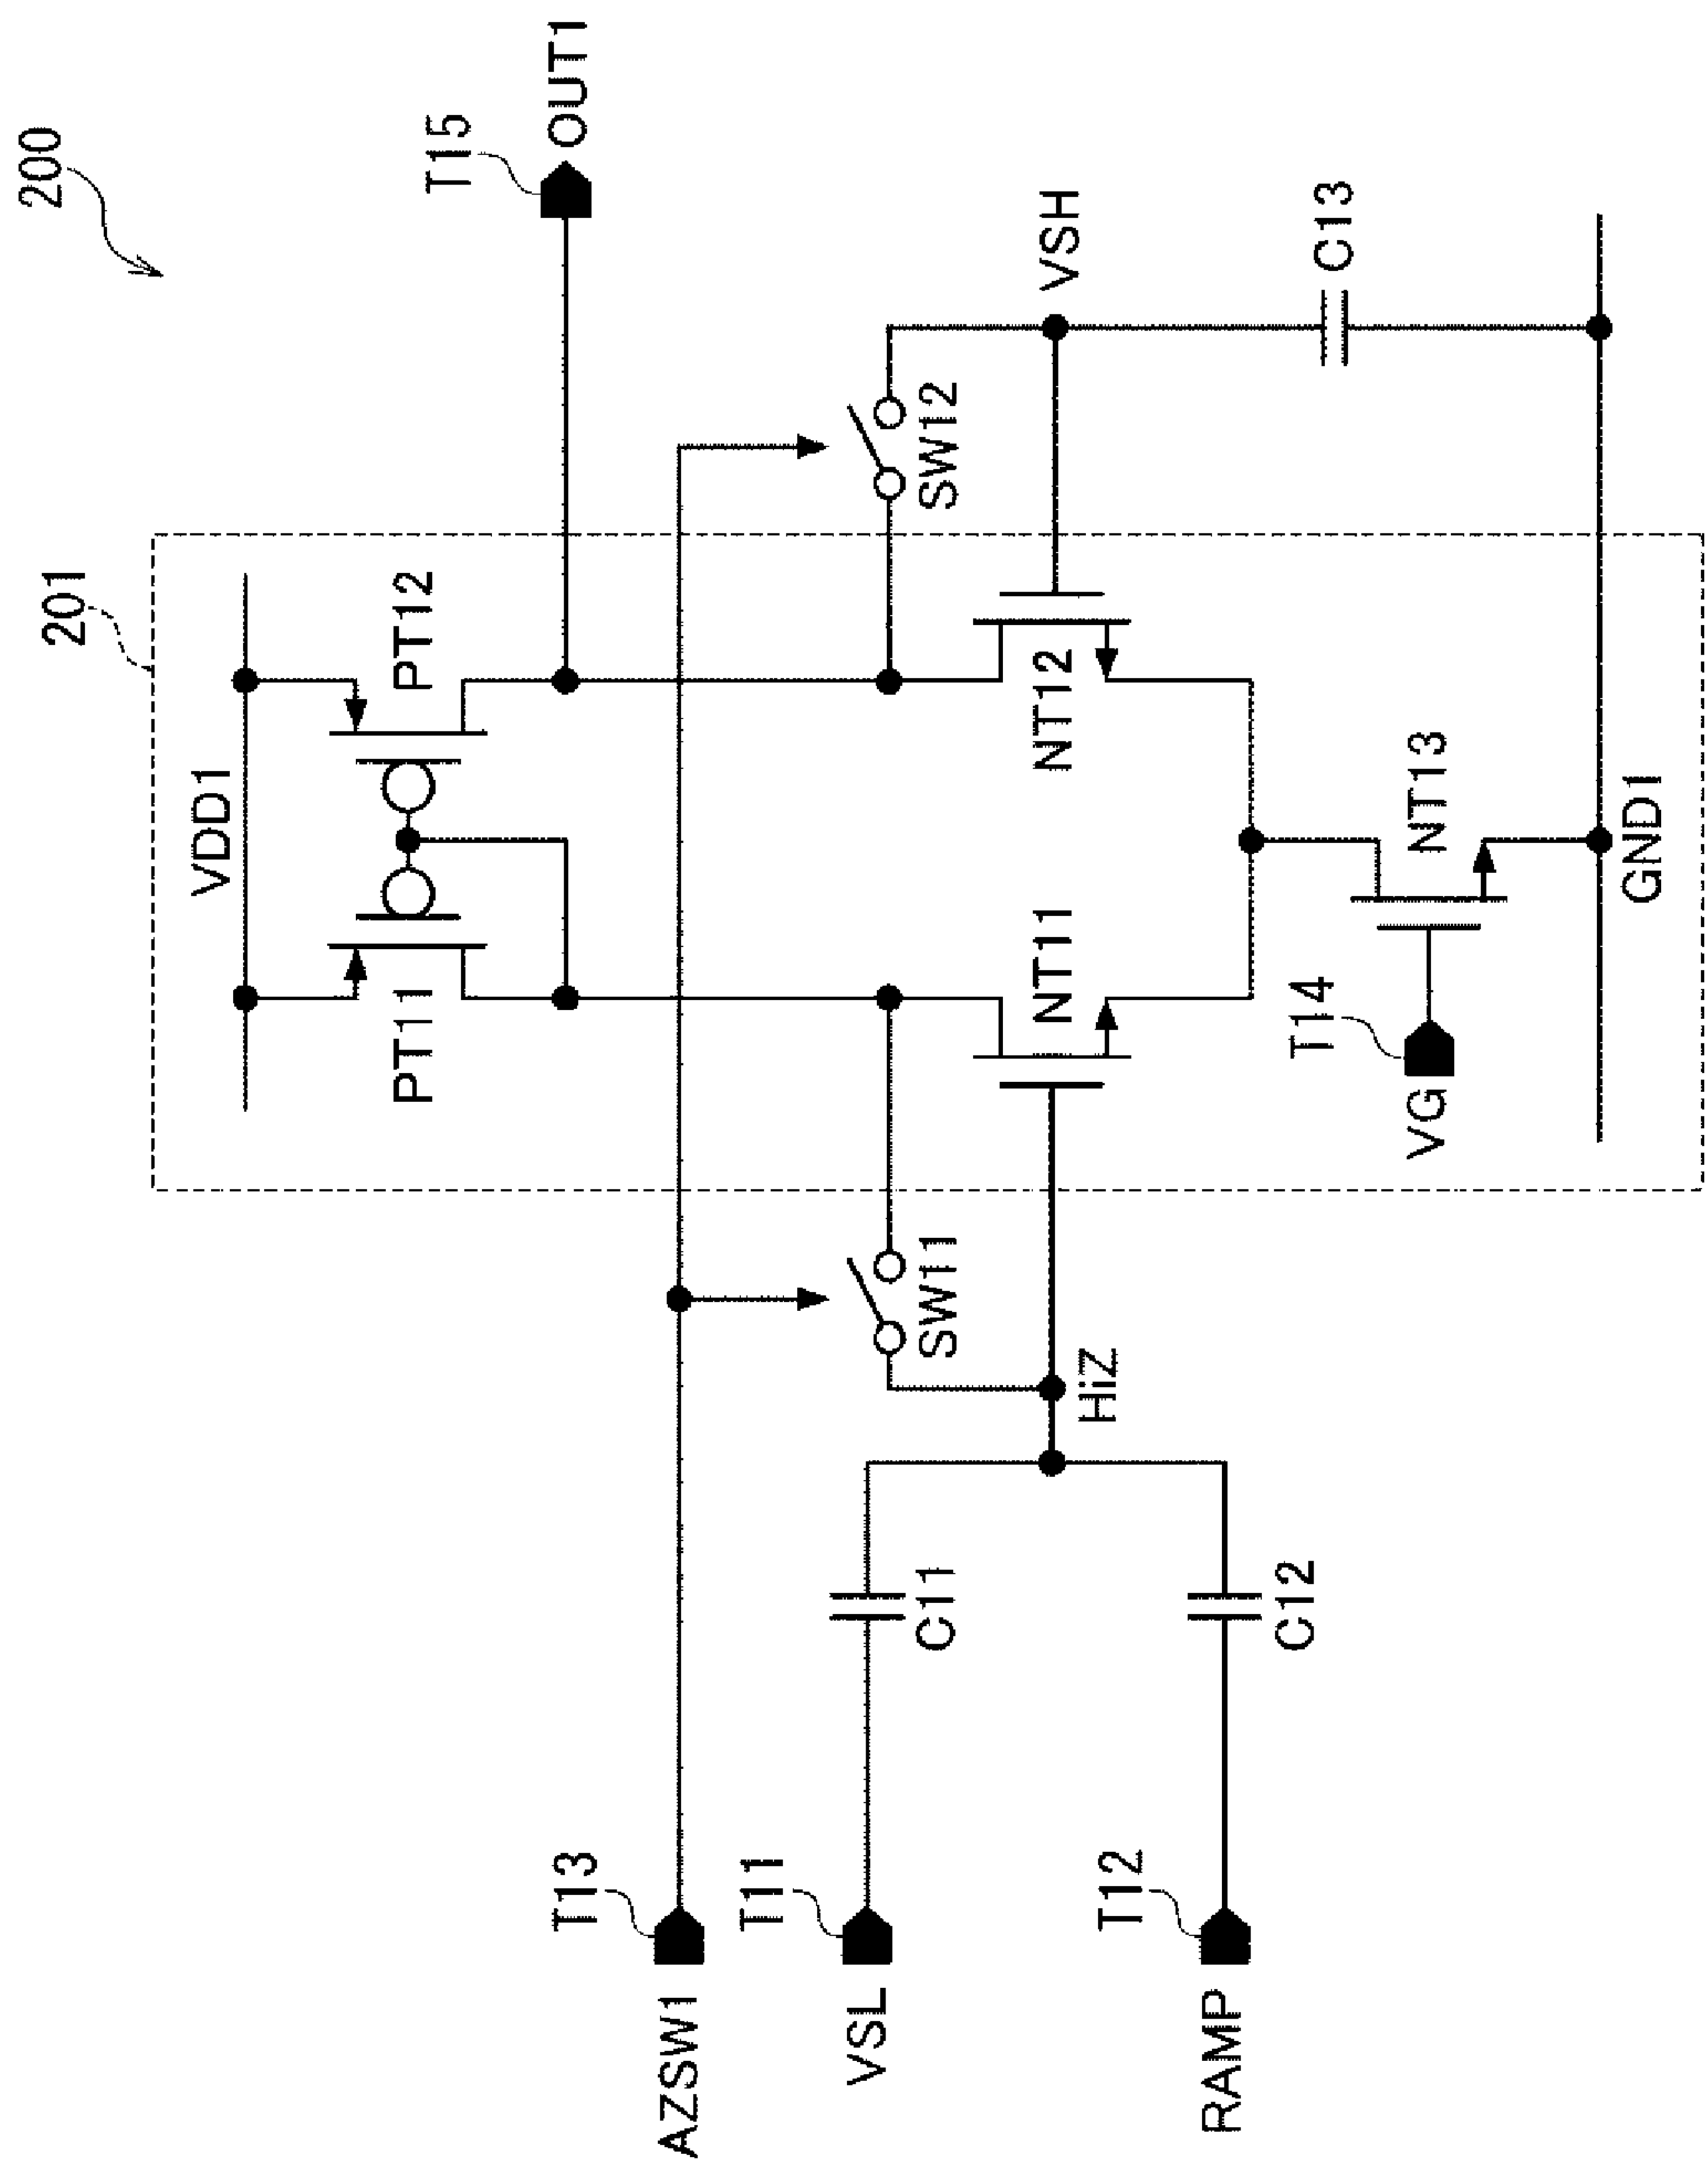 200
201
VDD1
PT11
PT12
T15
OUT1
T13
AZSW1
SW11
SW12
T11
VSL
C11
HiZ
NT11
NT12
VSH
T12
RAMP
C12
T14
VG
NT13
C13
GND1